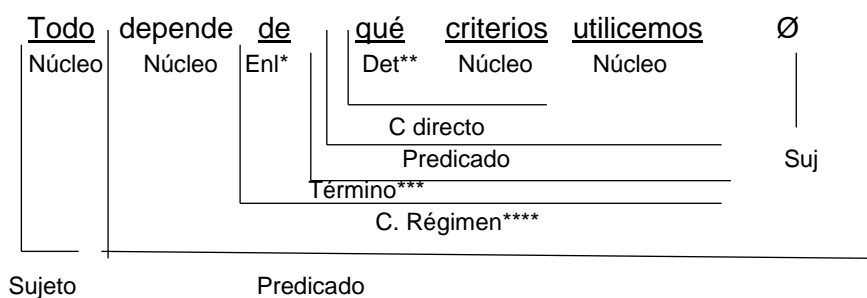 Todo depende de qué criterios utilicemos Ø
Núcleo Núcleo Enl* Det** Núcleo Núcleo
C directo
Predicado Suj
Término***
C. Régimen****
Sujeto Predicado